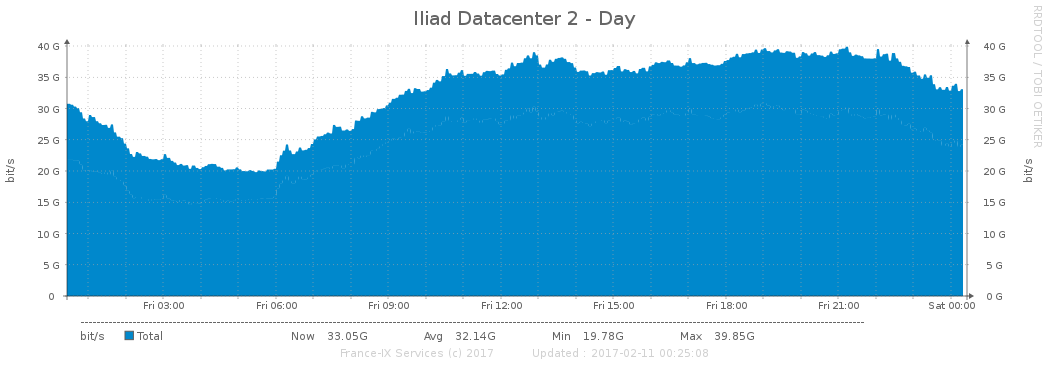 Iliad Datacenter 2 - Day
RRDTOOL / TOBI OETIKER
40 G 40 G
35 G 35 G
30 G 30 G
25 G 25 G
20 G 20 G
15 G 15 G
10 G 10 G
5 G 5 G
0 0 G
bit/s bit/s
Fri 03:00 Fri 06:00 Fri 09:00 Fri 12:00 Fri 15:00 Fri 18:00 Fri 21:00 Sat 00:00
bit/s Total Now 33.05G Avg 32.14G Min 19.78G Max 39.85G
France-IX Services (c) 2017 Updated : 2017-02-11 00:25:08